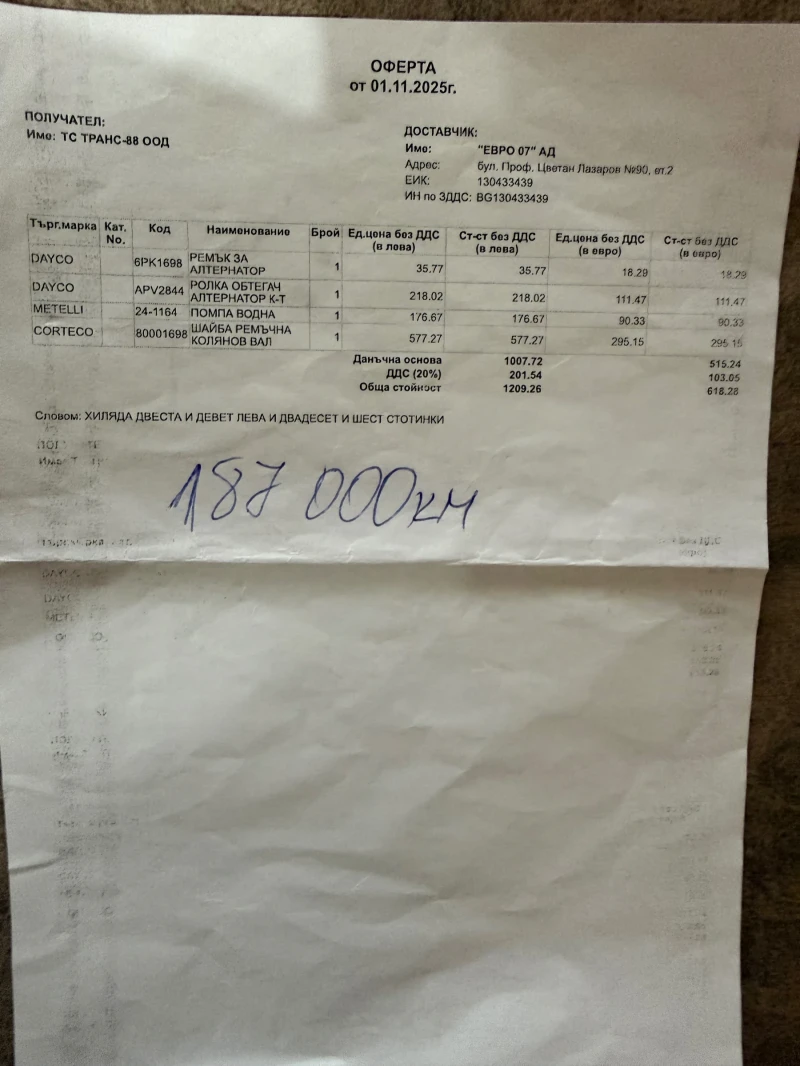 ОФЕРТА
от 01.11.2025г.
ПОЛУЧАТЕЛ:
Име: ТС ТРАНС-88 ООД
ДОСТАВЧИК:
Име: "ЕВРО 07" АД
Адрес: бул. Проф. Цветан Лазаров №90, ет.2
ЕИК: 130433439
ИН по ЗДДС: BG130433439
Търг.марка Кат. No. Код Наименование Брой Ед.цена без ДДС (в лева) Ст-ст без ДДС (в лева) Ед.цена без ДДС (в евро) Ст-ст без ДДС (в евро)
DAYCO 6PK1698 РЕМЪК ЗА АЛТЕРНАТОР 1 35.77 35.77 18.29 18.29
DAYCO APV2844 РОЛКА ОБТЕГАЧ АЛТЕРНАТОР К-Т 1 218.02 218.02 111.47 111.47
METELLI 24-1164 ПОМПА ВОДНА 1 176.67 176.67 90.33 90.33
CORTECO 80001698 ШАЙБА РЕМЪЧНА КОЛЯНОВ ВАЛ 1 577.27 577.27 295.15 295.15
Данъчна основа 1007.72 515.24
ДДС (20%) 201.54 103.05
Обща стойност 1209.26 618.28
Словом: ХИЛЯДА ДВЕСТА И ДЕВЕТ ЛЕВА И ДВАДЕСЕТ И ШЕСТ СТОТИНКИ
187 000км